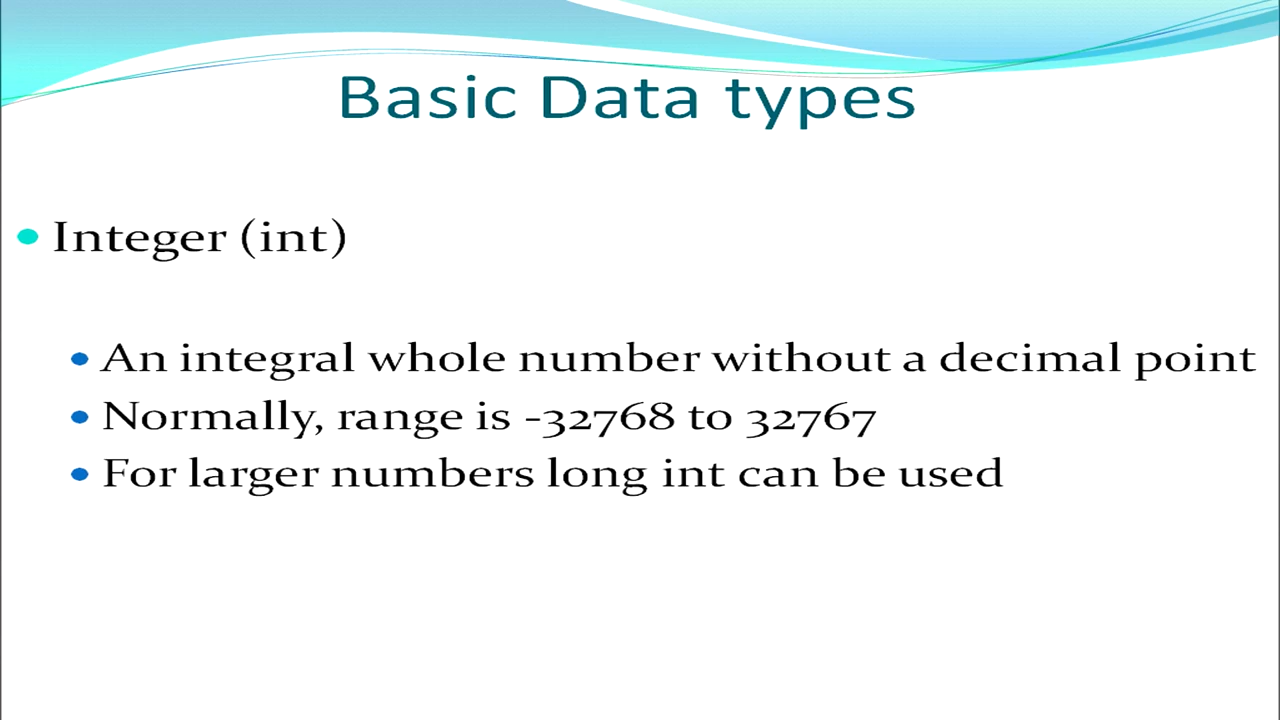 Basic Data types
Integer (int)
An integral whole number without a decimal point
Normally, range is -32768 to 32767
For larger numbers long int can be used